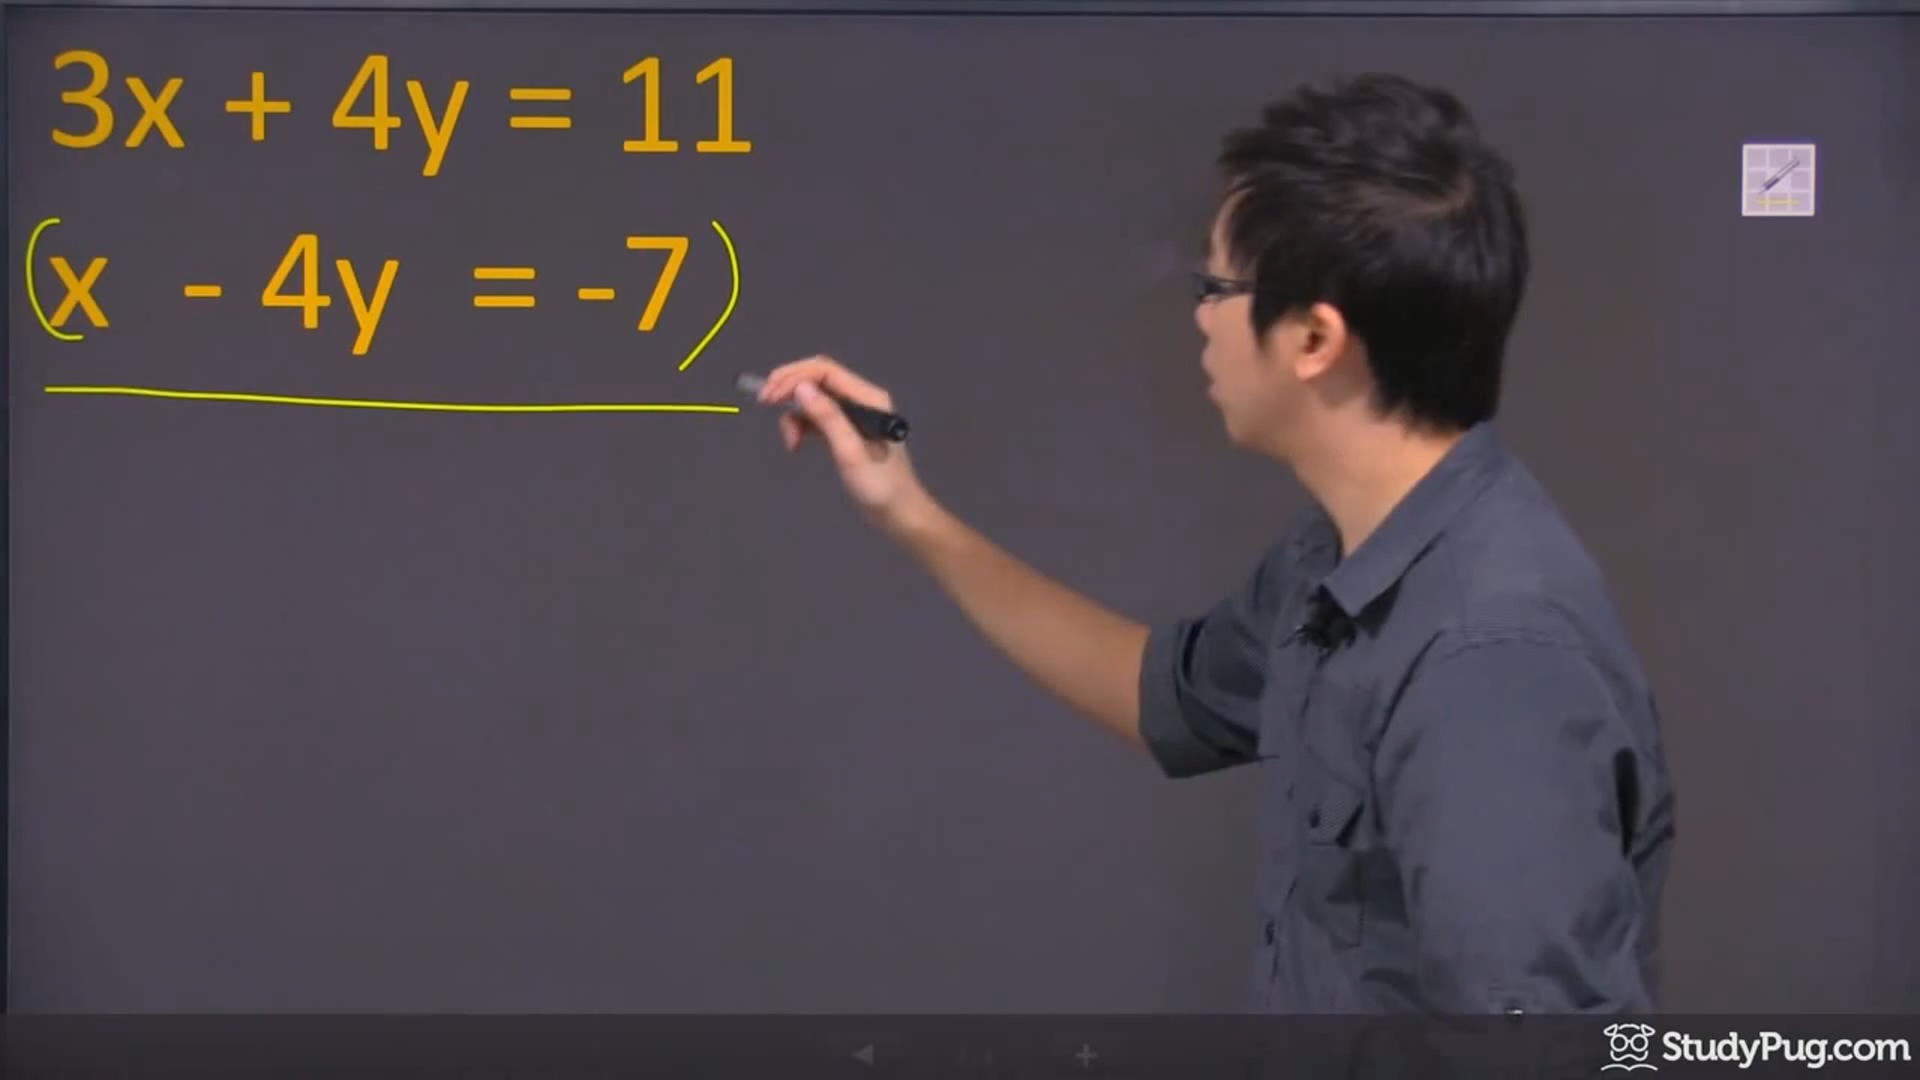 3x + 4y = 11
(x - 4y = -7)
StudyPug.com